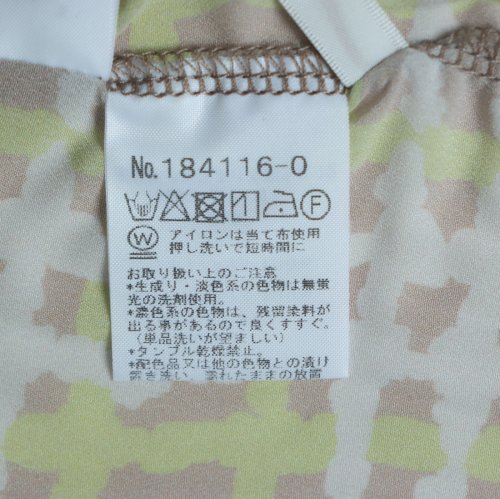 No.184116-0
F
W
アイロンは当て布使用
押し洗いで短時間に
お取り扱い上のご注意
*生成り・淡色系の色物は無蛍
光の洗剤使用。
*濃色系の色物は、残留染料が
出る事があるので良くすすぐ。
(単品洗いが望ましい)
*タンブル乾燥禁止。
*配色品又は他の色物との漬け
置き洗い、濡れたままの放置